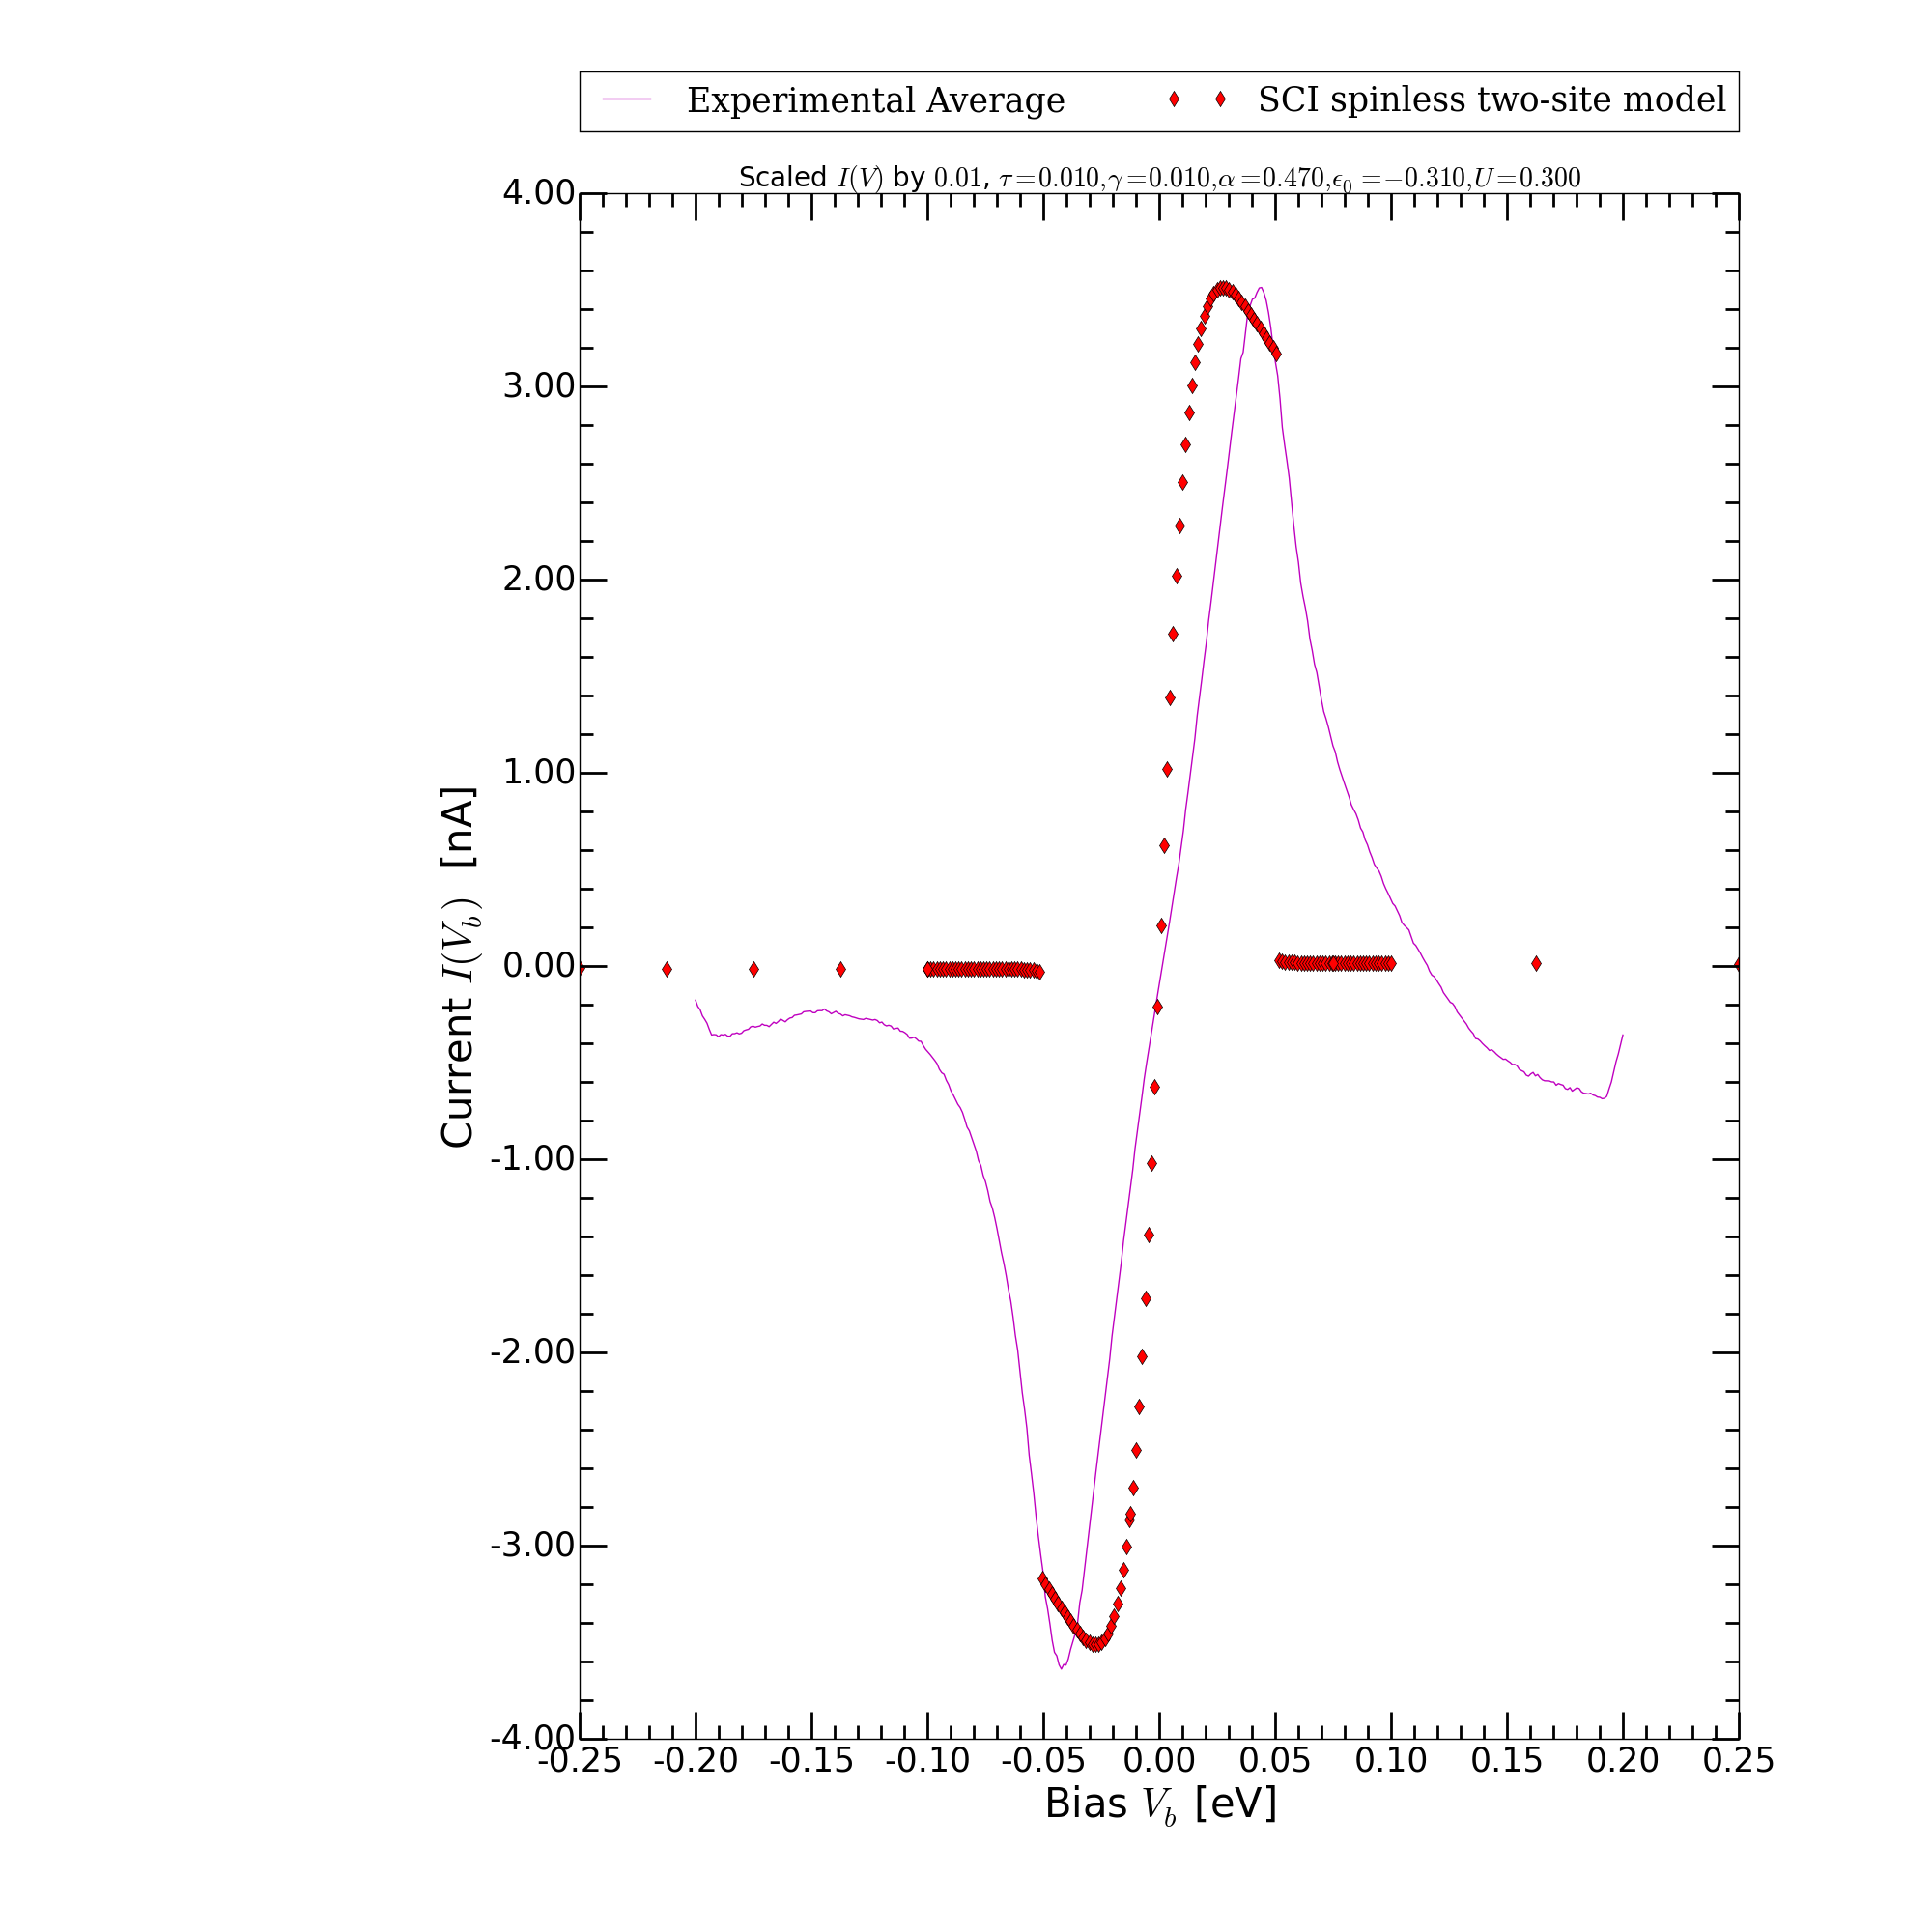 Experimental Average SCI spinless two-site model
Scaled I(V) by 0.01, τ=0.010,γ=0.010,α=0.470,ϵ₀=−0.310,U=0.300
4.00
3.00
2.00
1.00
0.00
-1.00
-2.00
-3.00
-4.00
Current I(V_b) [nA]
-0.25 -0.20 -0.15 -0.10 -0.05 0.00 0.05 0.10 0.15 0.20 0.25
Bias V_b [eV]